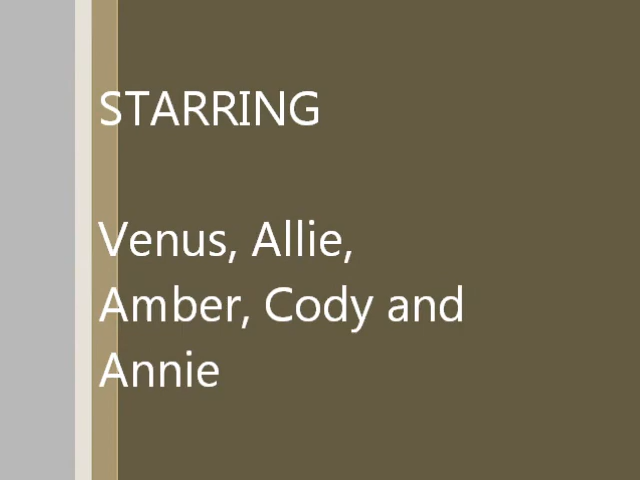 STARRING
Venus, Allie,
Amber, Cody and
Annie